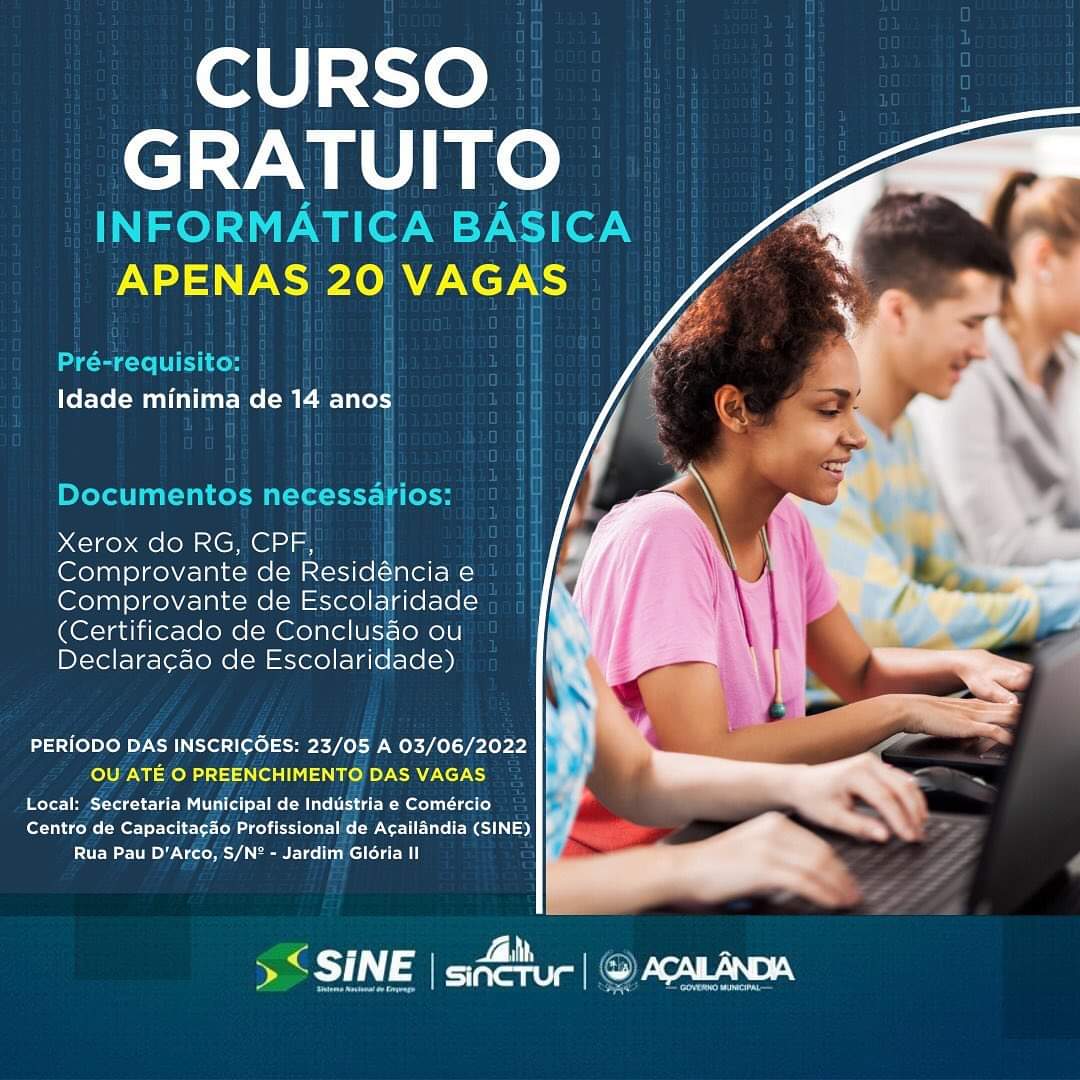 CURSO
GRATUITO
INFORMÁTICA BÁSICA
APENAS 20 VAGAS
Pré-requisito:
Idade mínima de 14 anos
Documentos necessários:
Xerox do RG, CPF,
Comprovante de Residência e
Comprovante de Escolaridade
(Certificado de Conclusão ou
Declaração de Escolaridade)
PERÍODO DAS INSCRIÇÕES: 23/05 A 03/06/2022
OU ATÉ O PREENCHIMENTO DAS VAGAS
Local: Secretaria Municipal de Indústria e Comércio
Centro de Capacitação Profissional de Açailândia (SINE)
Rua Pau D'Arco, S/Nº - Jardim Glória II
SiNE
Sistema Nacional de Emprego
sinctur
AÇAILÂNDIA
GOVERNO MUNICIPAL